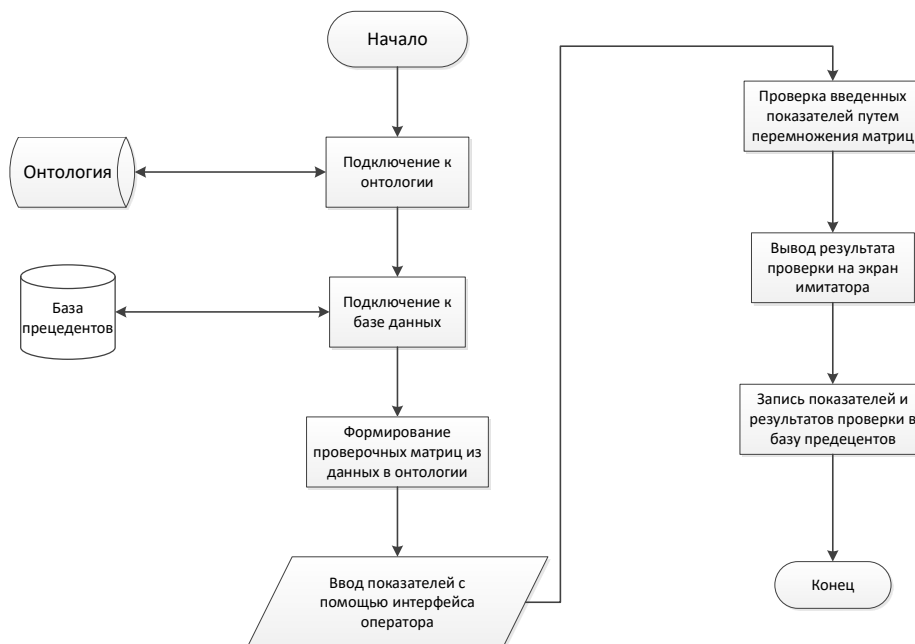 Начало
Онтология
Подключение к
онтологии
База
прецедентов
Подключение к
базе данных
Формирование
проверочных матриц из
данных в онтологии
Ввод показателей с
помощью интерфейса
оператора
Проверка введенных
показателей путем
перемножения матриц
Вывод результата
проверки на экран
имитатора
Запись показателей и
результатов проверки в
базу предецентов
Конец